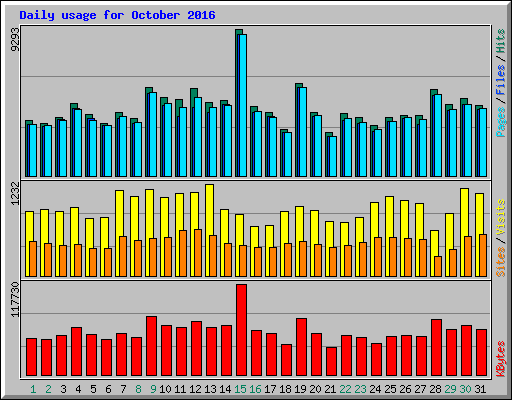 Daily usage for October 2016
9293
Pages / Files / Hits
1232
Sites / Visits
117730
KBytes
1 2 3 4 5 6 7 8 9 10 11 12 13 14 15 16 17 18 19 20 21 22 23 24 25 26 27 28 29 30 31